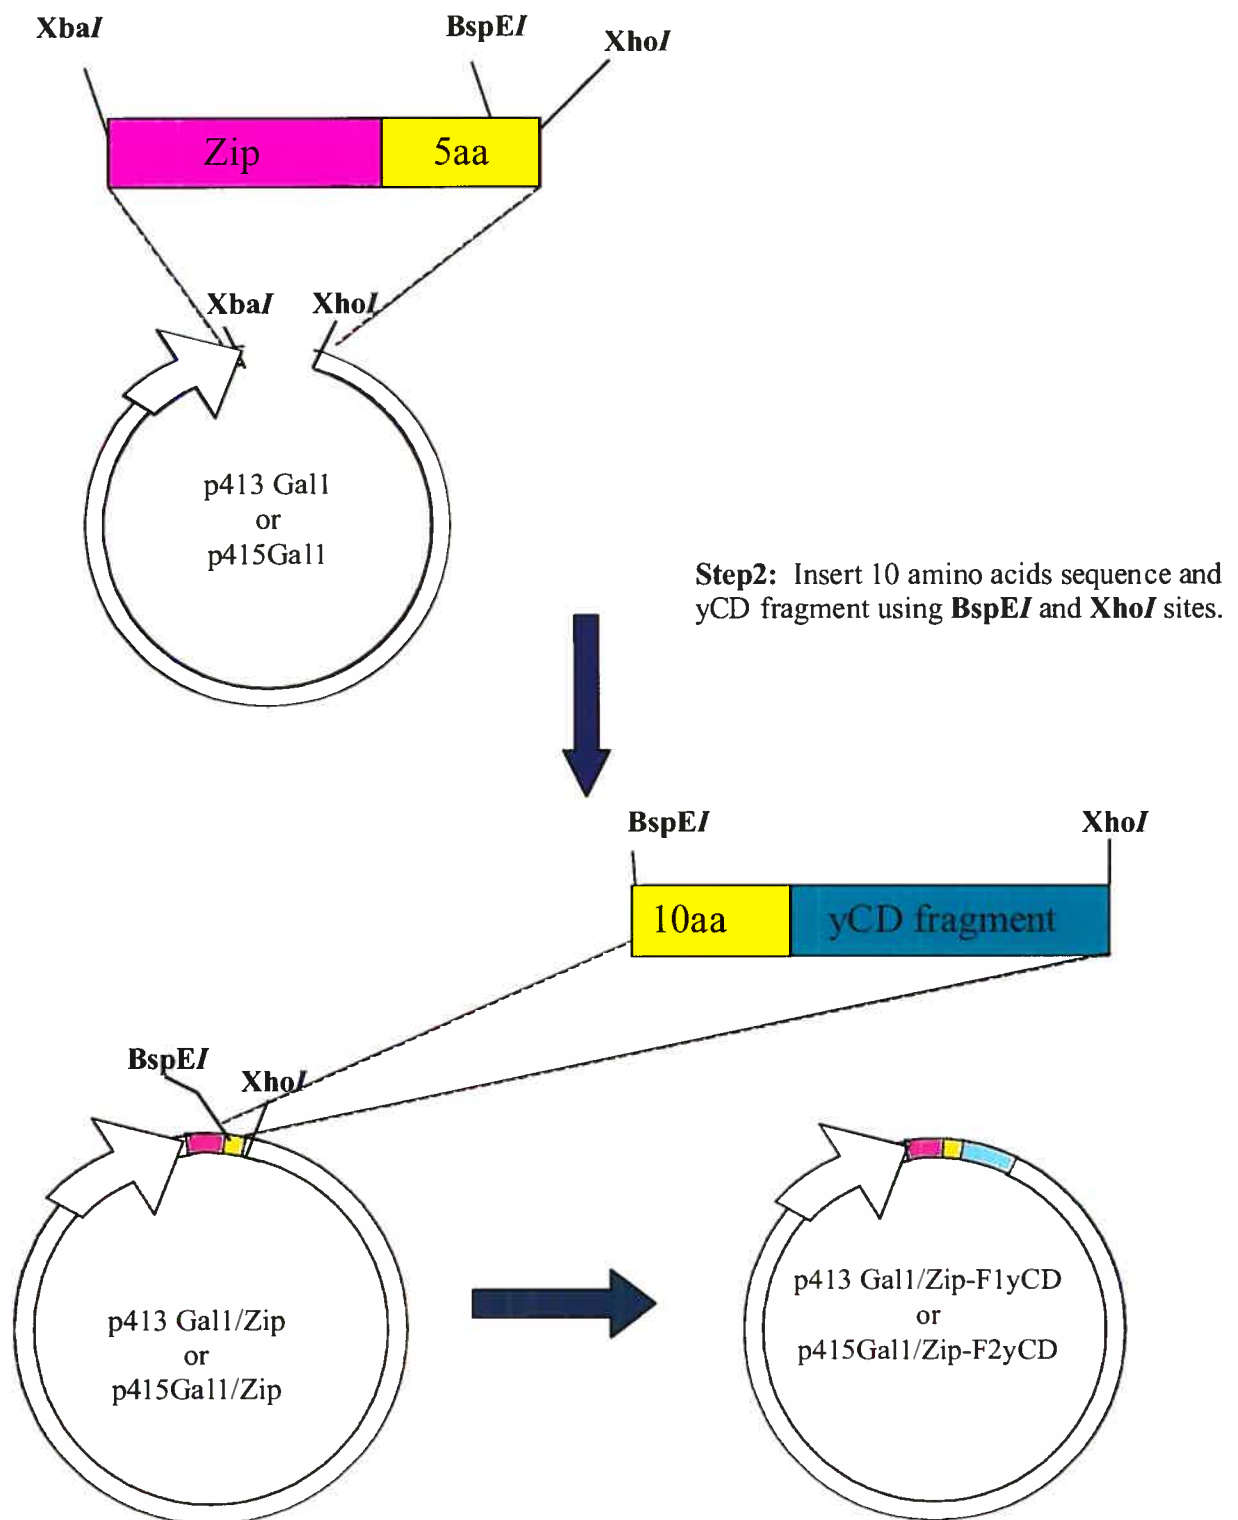 XbaI
BspEI
XhoI
Zip
5aa
XbaI
XhoI
p413 Gal1
or
p415Gal1
Step2: Insert 10 amino acids sequence and
yCD fragment using BspEI and XhoI sites.
BspEI
XhoI
10aa
yCD fragment
BspEI
XhoI
p413 Gal1/Zip
or
p415Gal1/Zip
p413 Gal1/Zip-F1yCD
or
p415Gal1/Zip-F2yCD